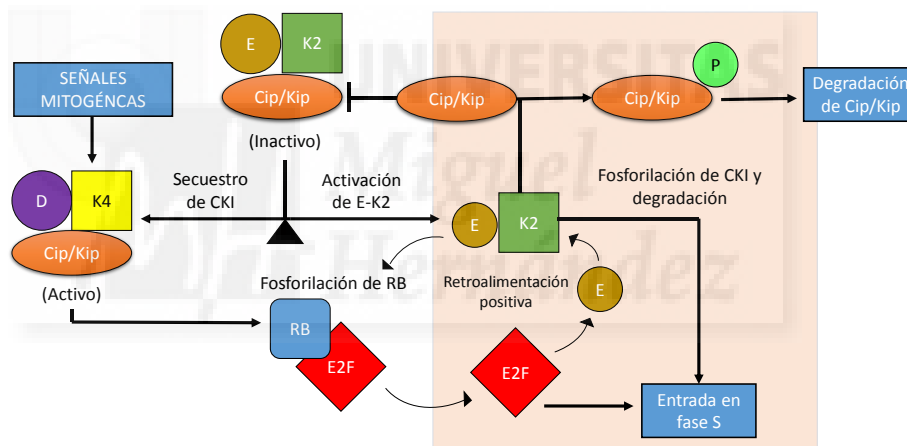 UNIVERSITAS
Miguel
Hernández
E
K2
Cip/Kip
(Inactivo)
Cip/Kip
Cip/Kip
P
Degradación
de Cip/Kip
SEÑALES
MITOGÉNCAS
D
K4
Cip/Kip
(Activo)
Secuestro
de CKI
Activación
de E-K2
E
K2
Fosforilación de CKI y
degradación
Fosforilación de RB
Retroalimentación
positiva
E
RB
E2F
E2F
Entrada en
fase S